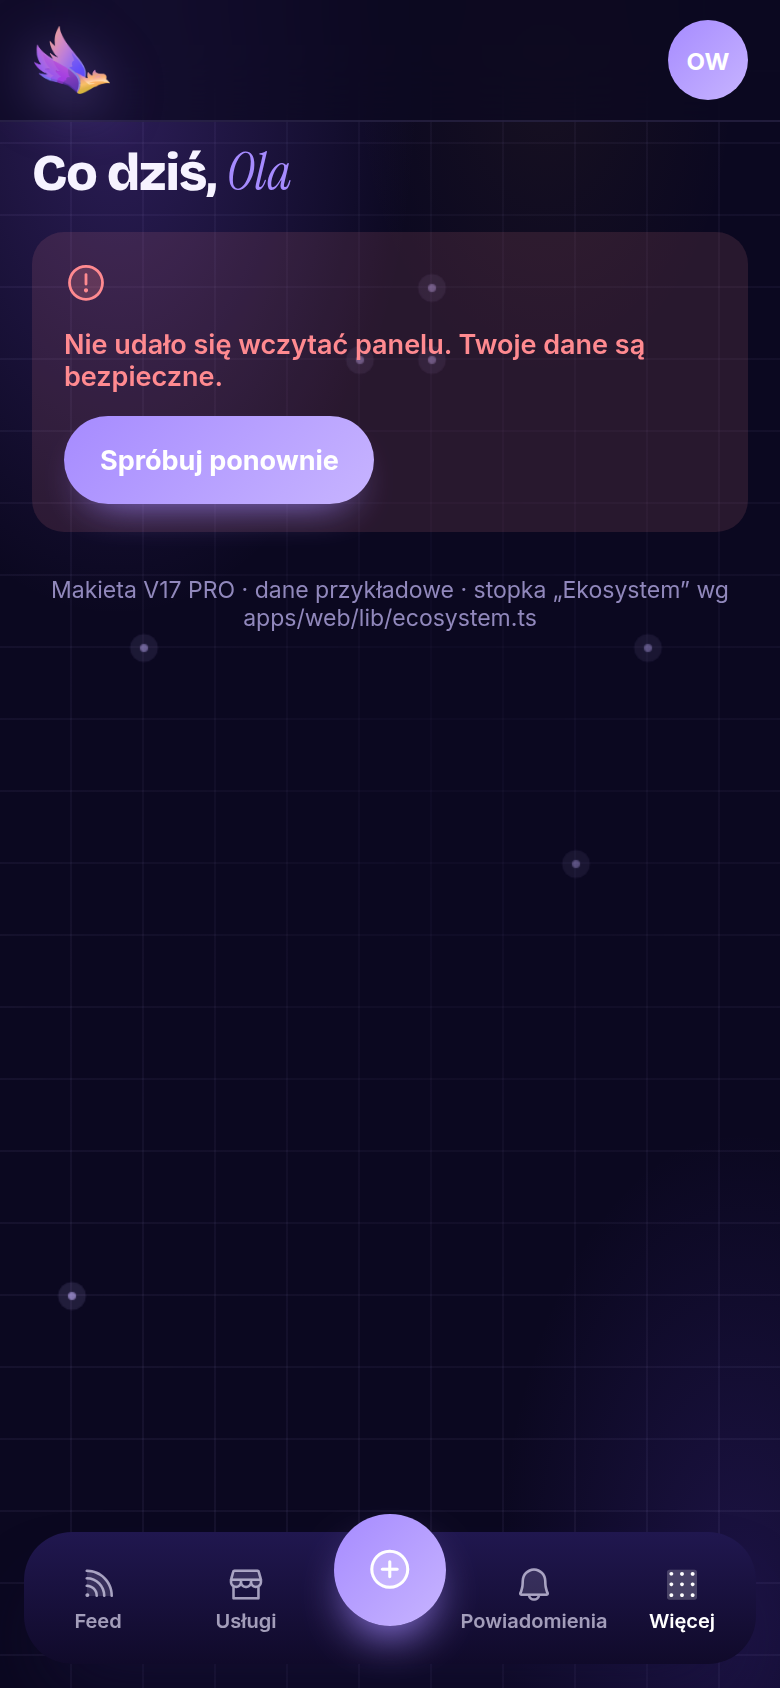 OW
Co dziś, Ola
Nie udało się wczytać panelu. Twoje dane są
bezpieczne.
Spróbuj ponownie
Makieta V17 PRO · dane przykładowe · stopka „Ekosystem” wg
apps/web/lib/ecosystem.ts
Feed
Usługi
Powiadomienia
Więcej